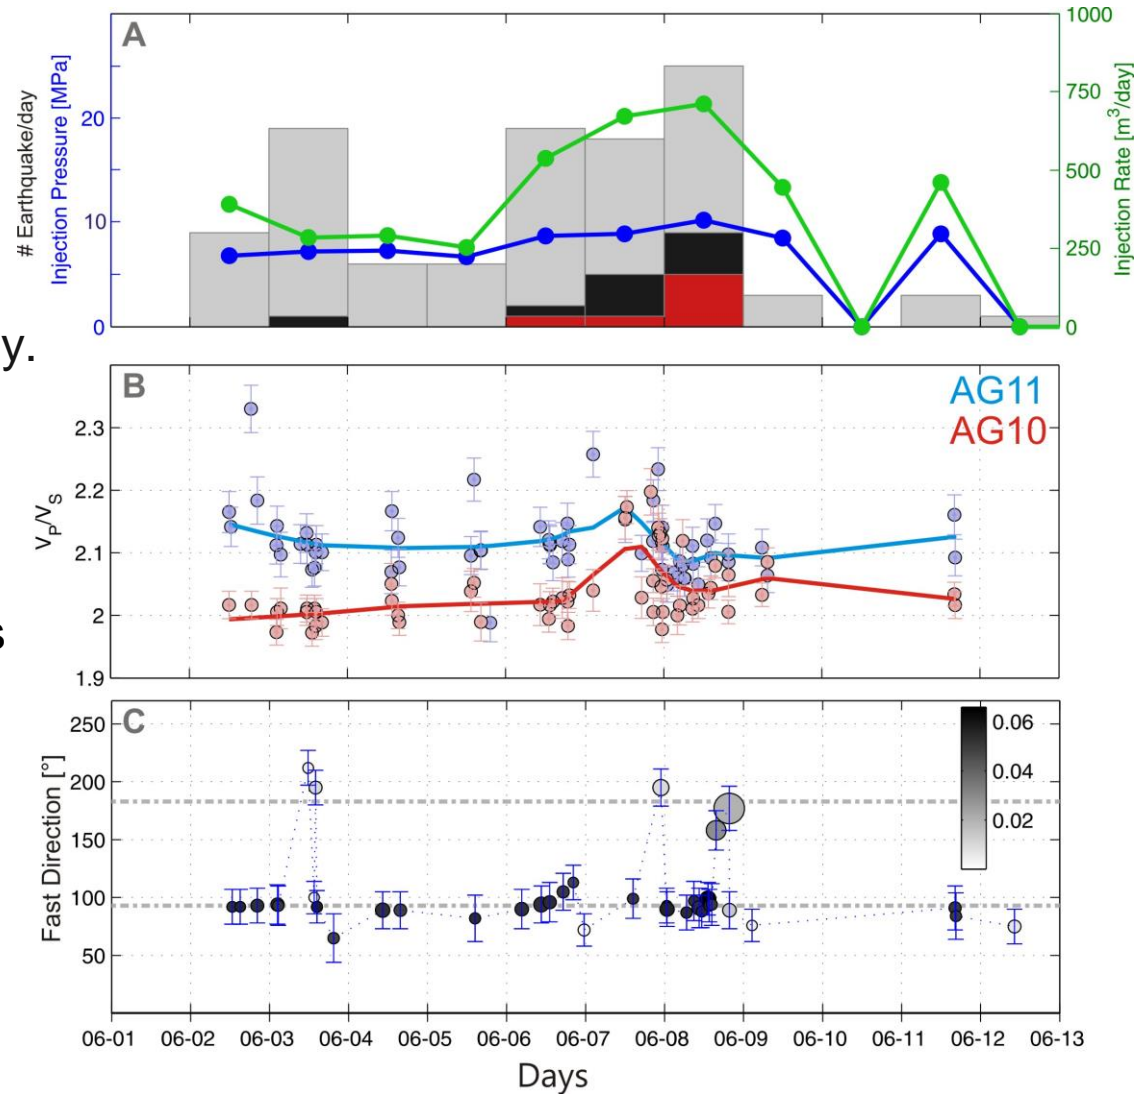 A
# Earthquake/day
Injection Pressure [MPa]
20
10
0
1000
750
500
250
0
Injection Rate [m³/day]
y.
B
AG11
AG10
V_P/V_S
2.3
2.2
2.1
2
1.9
s
C
Fast Direction [°]
250
200
150
100
50
0.06
0.04
0.02
06-01 06-02 06-03 06-04 06-05 06-06 06-07 06-08 06-09 06-10 06-11 06-12 06-13
Days